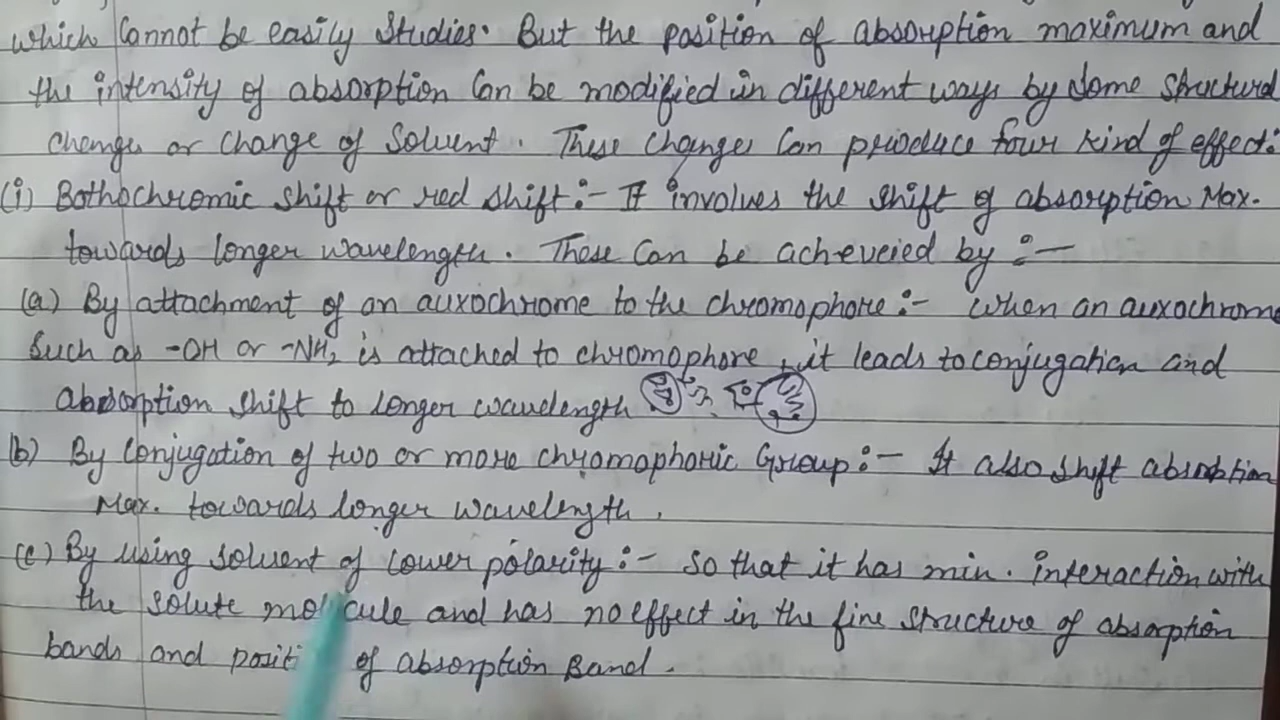 which Cannot be easily Studies. But the position of absorption maximum and
the intensity of absorption Can be modified in different ways by some Structural
changes or change of Solvent. These changes Can produce four kind of effect:
(i) Bathochromic shift or red shift:- It involves the shift of absorption Max.
towards longer wavelength. These Can be acheveied by :-
(a) By attachment of an auxochrome to the chromophore:- when an auxochrome
Such as -OH or -NH₂ is attached to chromophore, it leads to conjugation and
absorption shift to longer wavelength
(b) By Conjugation of two or more chromophoric Group:- It also shift absorbtion
Max. towards longer wavelength.
(c) By using solvent of lower polarity:- so that it has min. interaction with
the solute molecule and has no effect in the fine structure of absorption
bands and positi of absorption Band.